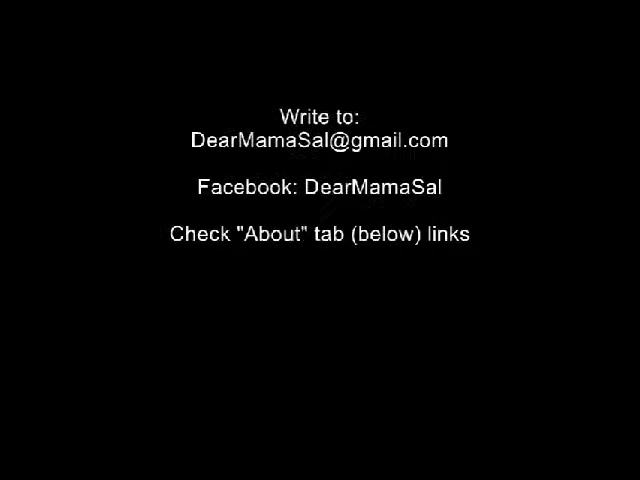 Write to:
DearMamaSal@gmail.com
Facebook: DearMamaSal
Check "About" tab (below) links